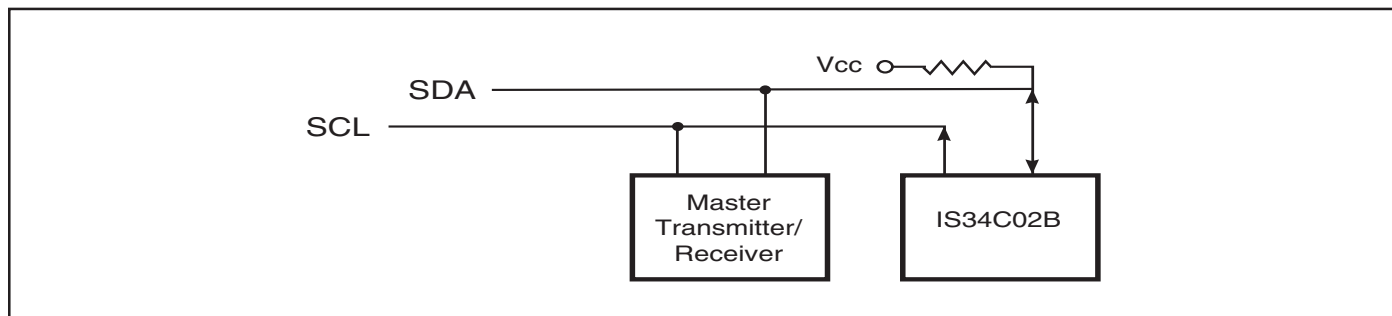 Vcc
SDA
SCL
Master
Transmitter/
Receiver
IS34C02B